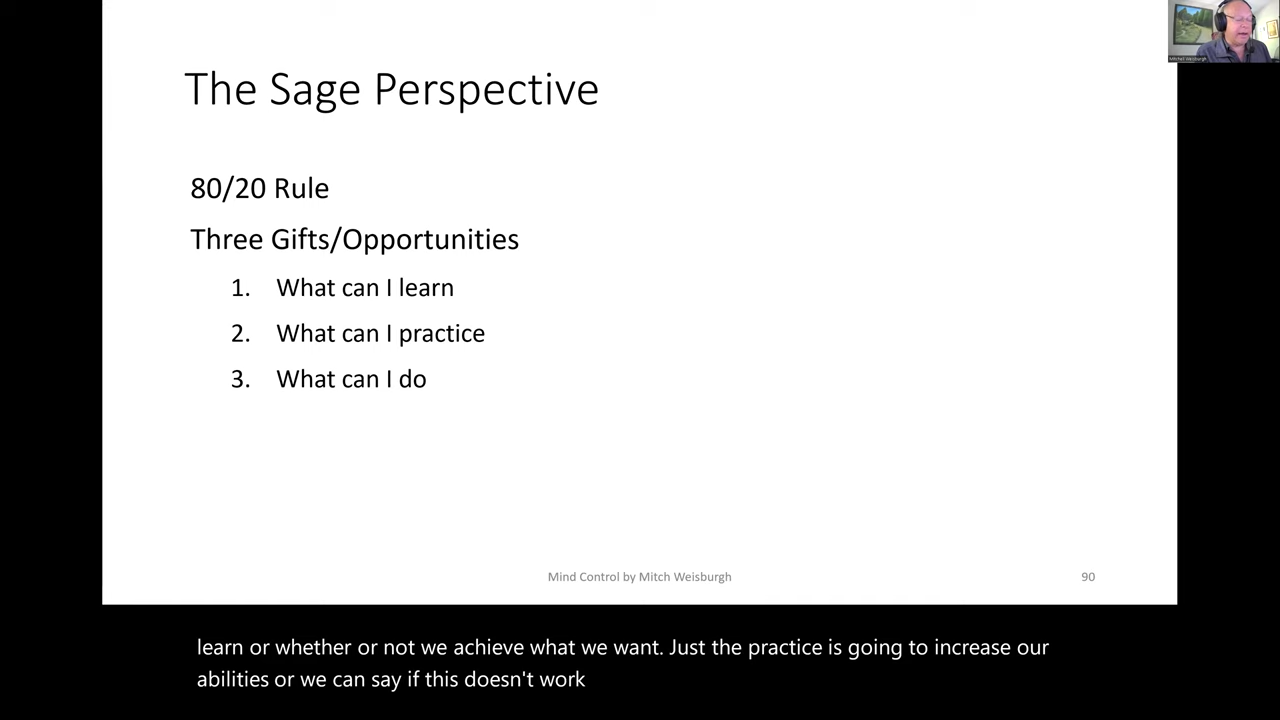 The Sage Perspective
80/20 Rule
Three Gifts/Opportunities
1. What can I learn
2. What can I practice
3. What can I do
Mind Control by Mitch Weisburgh
90
Mitchell Weisburgh
learn or whether or not we achieve what we want. Just the practice is going to increase our
abilities or we can say if this doesn't work